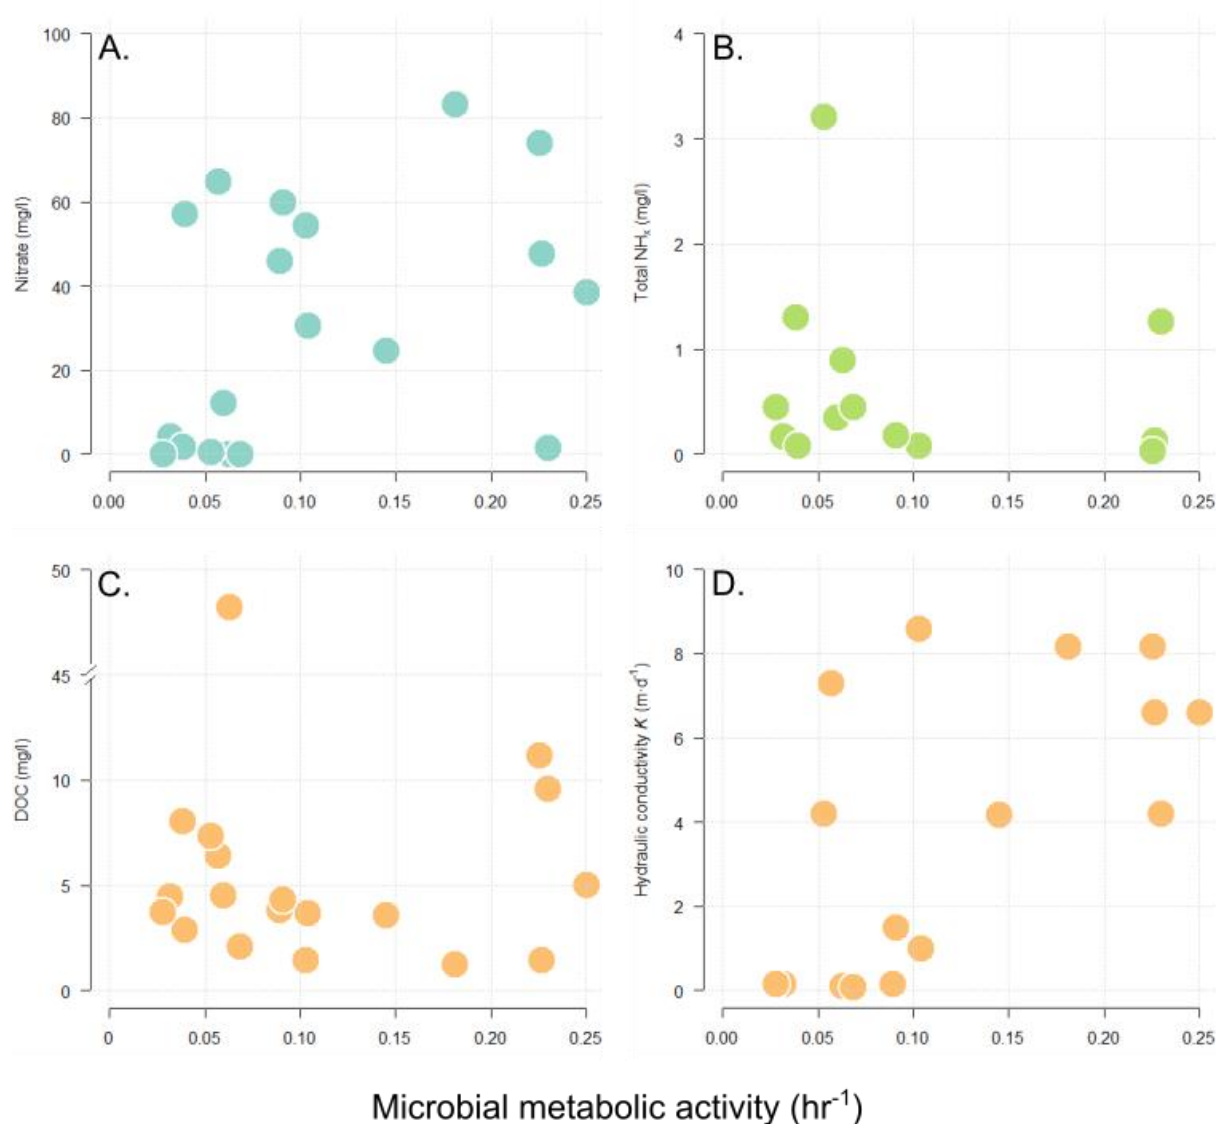 A.
100
80
60
40
20
0
Nitrate (mg/l)
0.00 0.05 0.10 0.15 0.20 0.25
B.
4
3
2
1
0
Total NHₓ (mg/l)
0.00 0.05 0.10 0.15 0.20 0.25
C.
50
45
10
5
0
DOC (mg/l)
0 0.05 0.10 0.15 0.20 0.25
D.
10
8
6
4
2
0
Hydraulic conductivity K (m·d⁻¹)
0.00 0.05 0.10 0.15 0.20 0.25
Microbial metabolic activity (hr⁻¹)